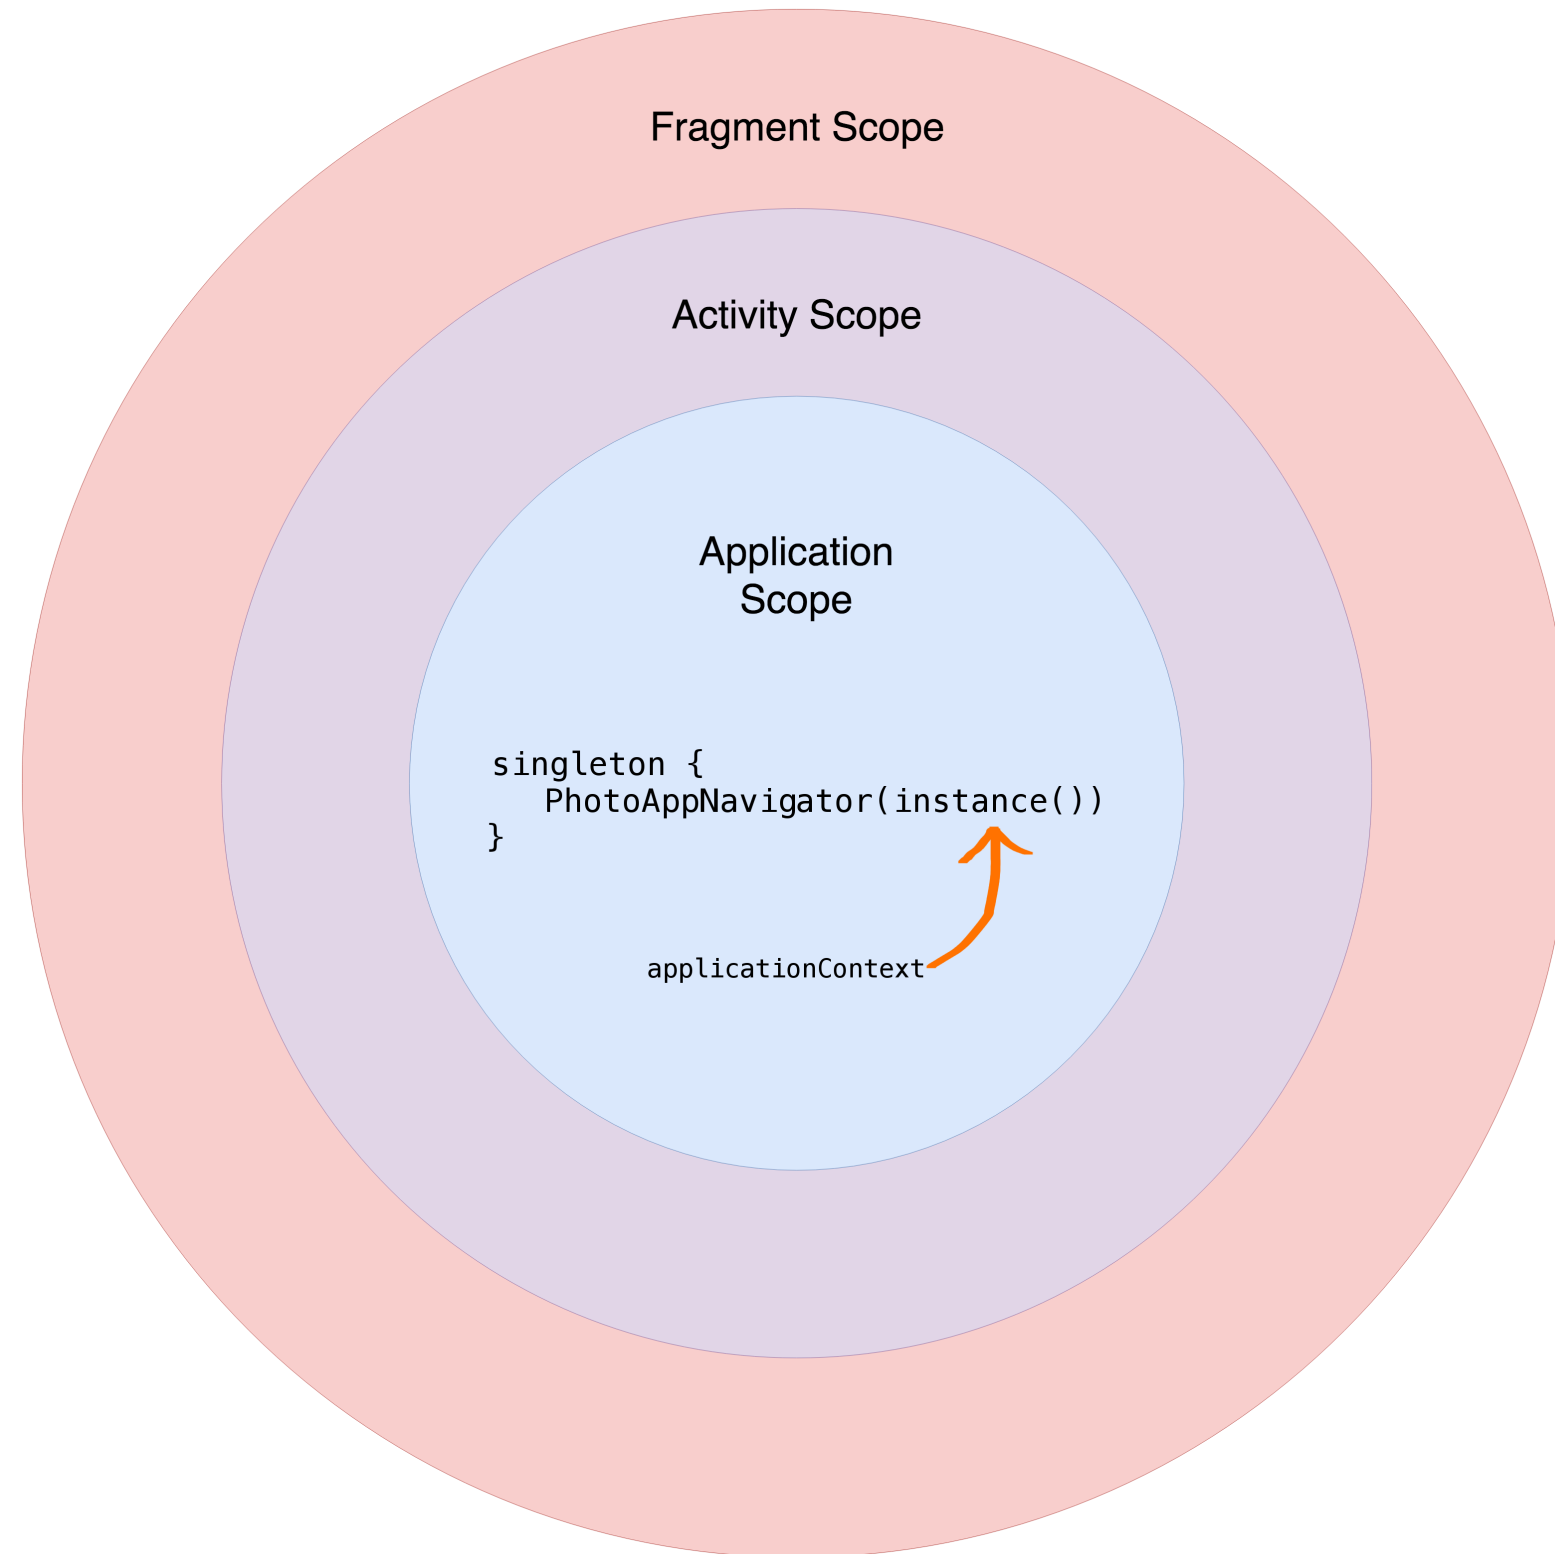 Fragment Scope
Activity Scope
Application
Scope
singleton {
PhotoAppNavigator(instance())
}
applicationContext